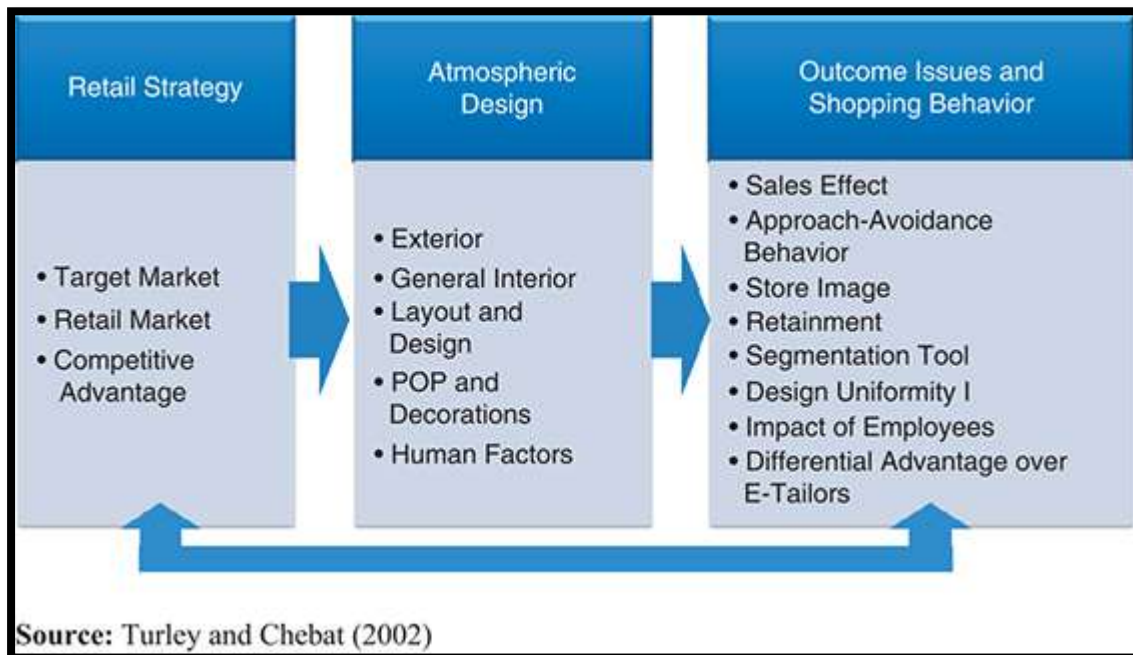 Retail Strategy
• Target Market
• Retail Market
• Competitive
Advantage
Atmospheric
Design
• Exterior
• General Interior
• Layout and
Design
• POP and
Decorations
• Human Factors
Outcome Issues and
Shopping Behavior
• Sales Effect
• Approach-Avoidance
Behavior
• Store Image
• Retainment
• Segmentation Tool
• Design Uniformity I
• Impact of Employees
• Differential Advantage over
E-Tailors
Source: Turley and Chebat (2002)